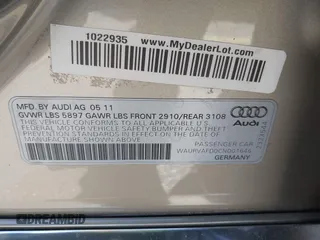 1022935
www.MyDealerLot.com
MFD.BY AUDI AG 05 11
GVWR LBS 5897 GAWR LBS FRONT 2910/REAR 3108
THIS VEHICLE CONFORMS TO ALL APPLICABLE U.S.
FEDERAL MOTOR VEHICLE SAFETY BUMPER AND THEFT
PREVENTION STANDARDS IN EFFECT ON THE DATE OF
MANUFACTURE SHOWN ABOVE.
Audi
PASSENGER CAR
GERMANY
DREAMBID